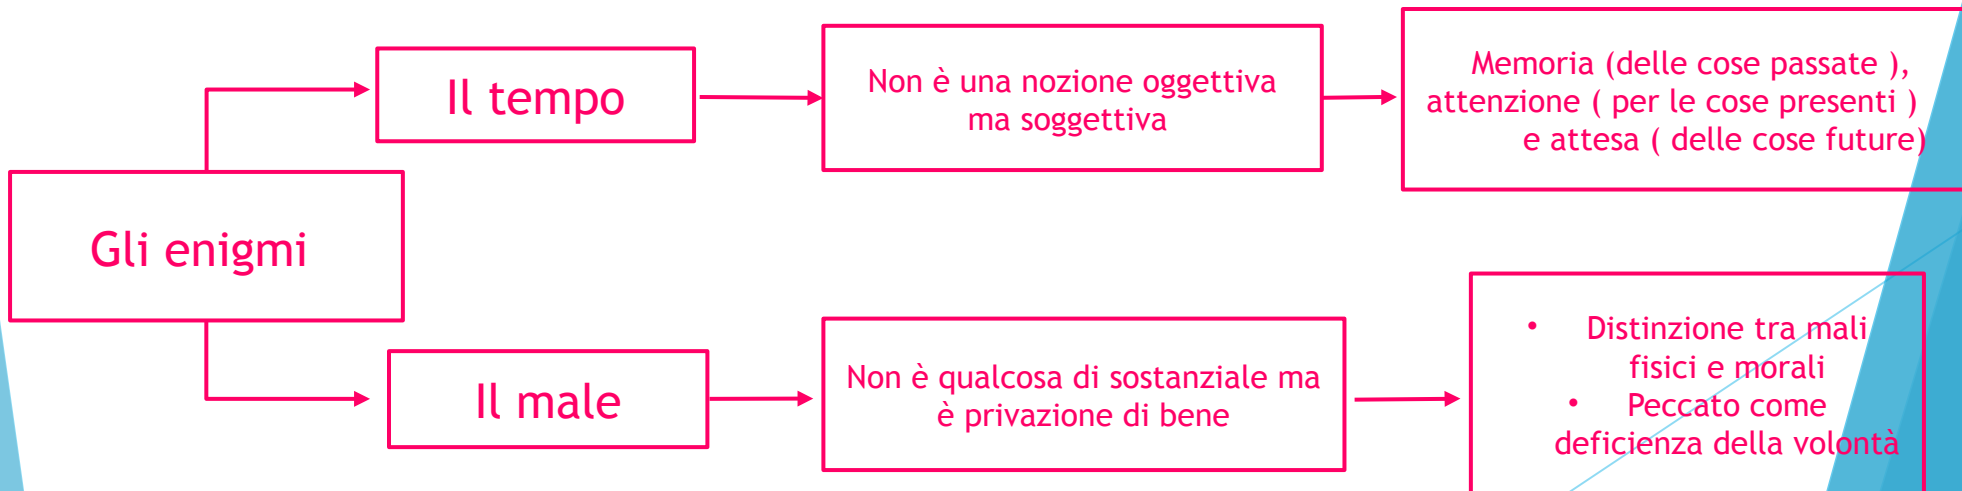 Gli enigmi
Il tempo
Non è una nozione oggettiva
ma soggettiva
Memoria (delle cose passate ),
attenzione ( per le cose presenti )
e attesa ( delle cose future)
Il male
Non è qualcosa di sostanziale ma
è privazione di bene
• Distinzione tra mali
fisici e morali
• Peccato come
deficienza della volontà